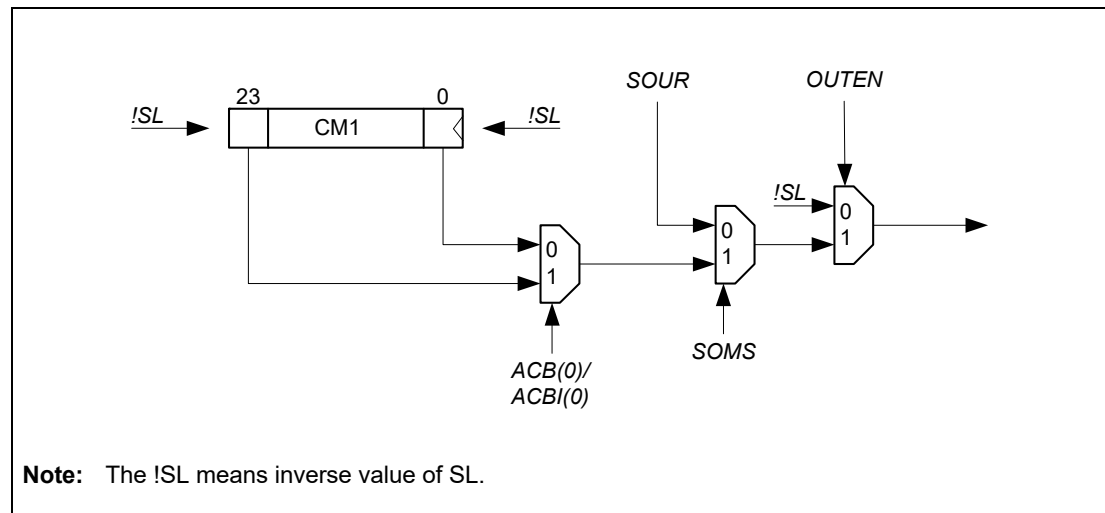 SOUR
OUTEN
23
0
!SL
CM1
!SL
!SL
0
1
0
1
0
1
SOMS
ACB(0)/
ACBI(0)
Note: The !SL means inverse value of SL.